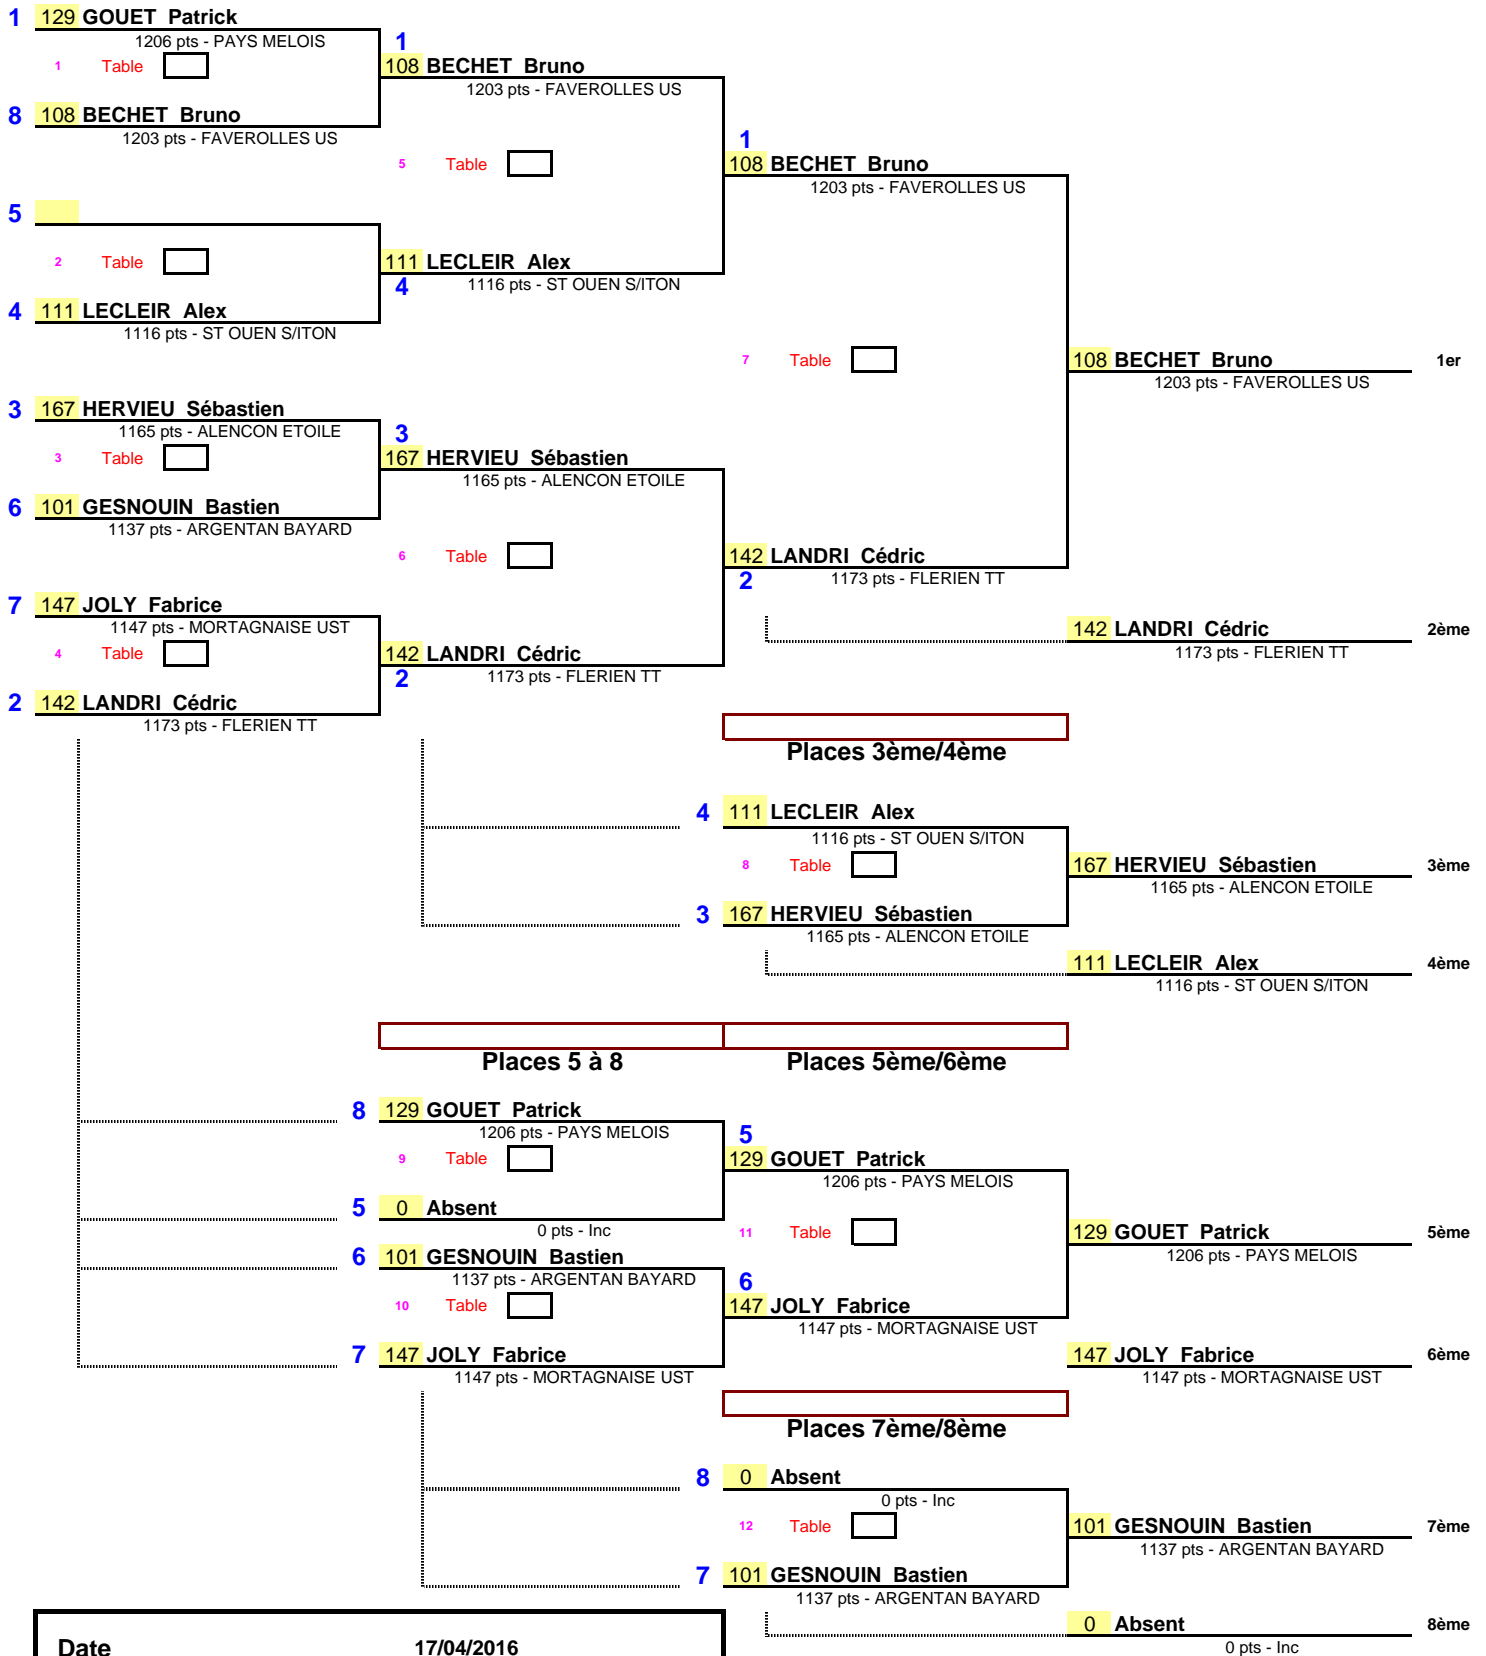 1 129 GOUET Patrick
1206 pts - PAYS MELOIS
1
1 Table
108 BECHET Bruno
1203 pts - FAVEROLLES US
8 108 BECHET Bruno
1203 pts - FAVEROLLES US
1
5 Table
108 BECHET Bruno
1203 pts - FAVEROLLES US
5
2 Table
111 LECLEIR Alex
4
1116 pts - ST OUEN S/ITON
4 111 LECLEIR Alex
1116 pts - ST OUEN S/ITON
7 Table
108 BECHET Bruno 1er
1203 pts - FAVEROLLES US
3 167 HERVIEU Sébastien
1165 pts - ALENCON ETOILE
3
3 Table
167 HERVIEU Sébastien
1165 pts - ALENCON ETOILE
6 101 GESNOUIN Bastien
1137 pts - ARGENTAN BAYARD
6 Table
142 LANDRI Cédric
2
1173 pts - FLERIEN TT
7 147 JOLY Fabrice
1147 pts - MORTAGNAISE UST
142 LANDRI Cédric 2ème
1173 pts - FLERIEN TT
4 Table
142 LANDRI Cédric
2
1173 pts - FLERIEN TT
2 142 LANDRI Cédric
1173 pts - FLERIEN TT
Places 3ème/4ème
4 111 LECLEIR Alex
1116 pts - ST OUEN S/ITON
8 Table
167 HERVIEU Sébastien 3ème
1165 pts - ALENCON ETOILE
3 167 HERVIEU Sébastien
1165 pts - ALENCON ETOILE
111 LECLEIR Alex 4ème
1116 pts - ST OUEN S/ITON
Places 5 à 8 Places 5ème/6ème
8 129 GOUET Patrick
1206 pts - PAYS MELOIS
5
9 Table
129 GOUET Patrick
1206 pts - PAYS MELOIS
5 0 Absent
0 pts - Inc
11 Table
129 GOUET Patrick 5ème
1206 pts - PAYS MELOIS
6 101 GESNOUIN Bastien
1137 pts - ARGENTAN BAYARD
6
10 Table
147 JOLY Fabrice
1147 pts - MORTAGNAISE UST
7 147 JOLY Fabrice
1147 pts - MORTAGNAISE UST
147 JOLY Fabrice 6ème
1147 pts - MORTAGNAISE UST
Places 7ème/8ème
8 0 Absent
0 pts - Inc
12 Table
101 GESNOUIN Bastien 7ème
1137 pts - ARGENTAN BAYARD
7 101 GESNOUIN Bastien
1137 pts - ARGENTAN BAYARD
0 Absent 8ème
0 pts - Inc
Date 17/04/2016